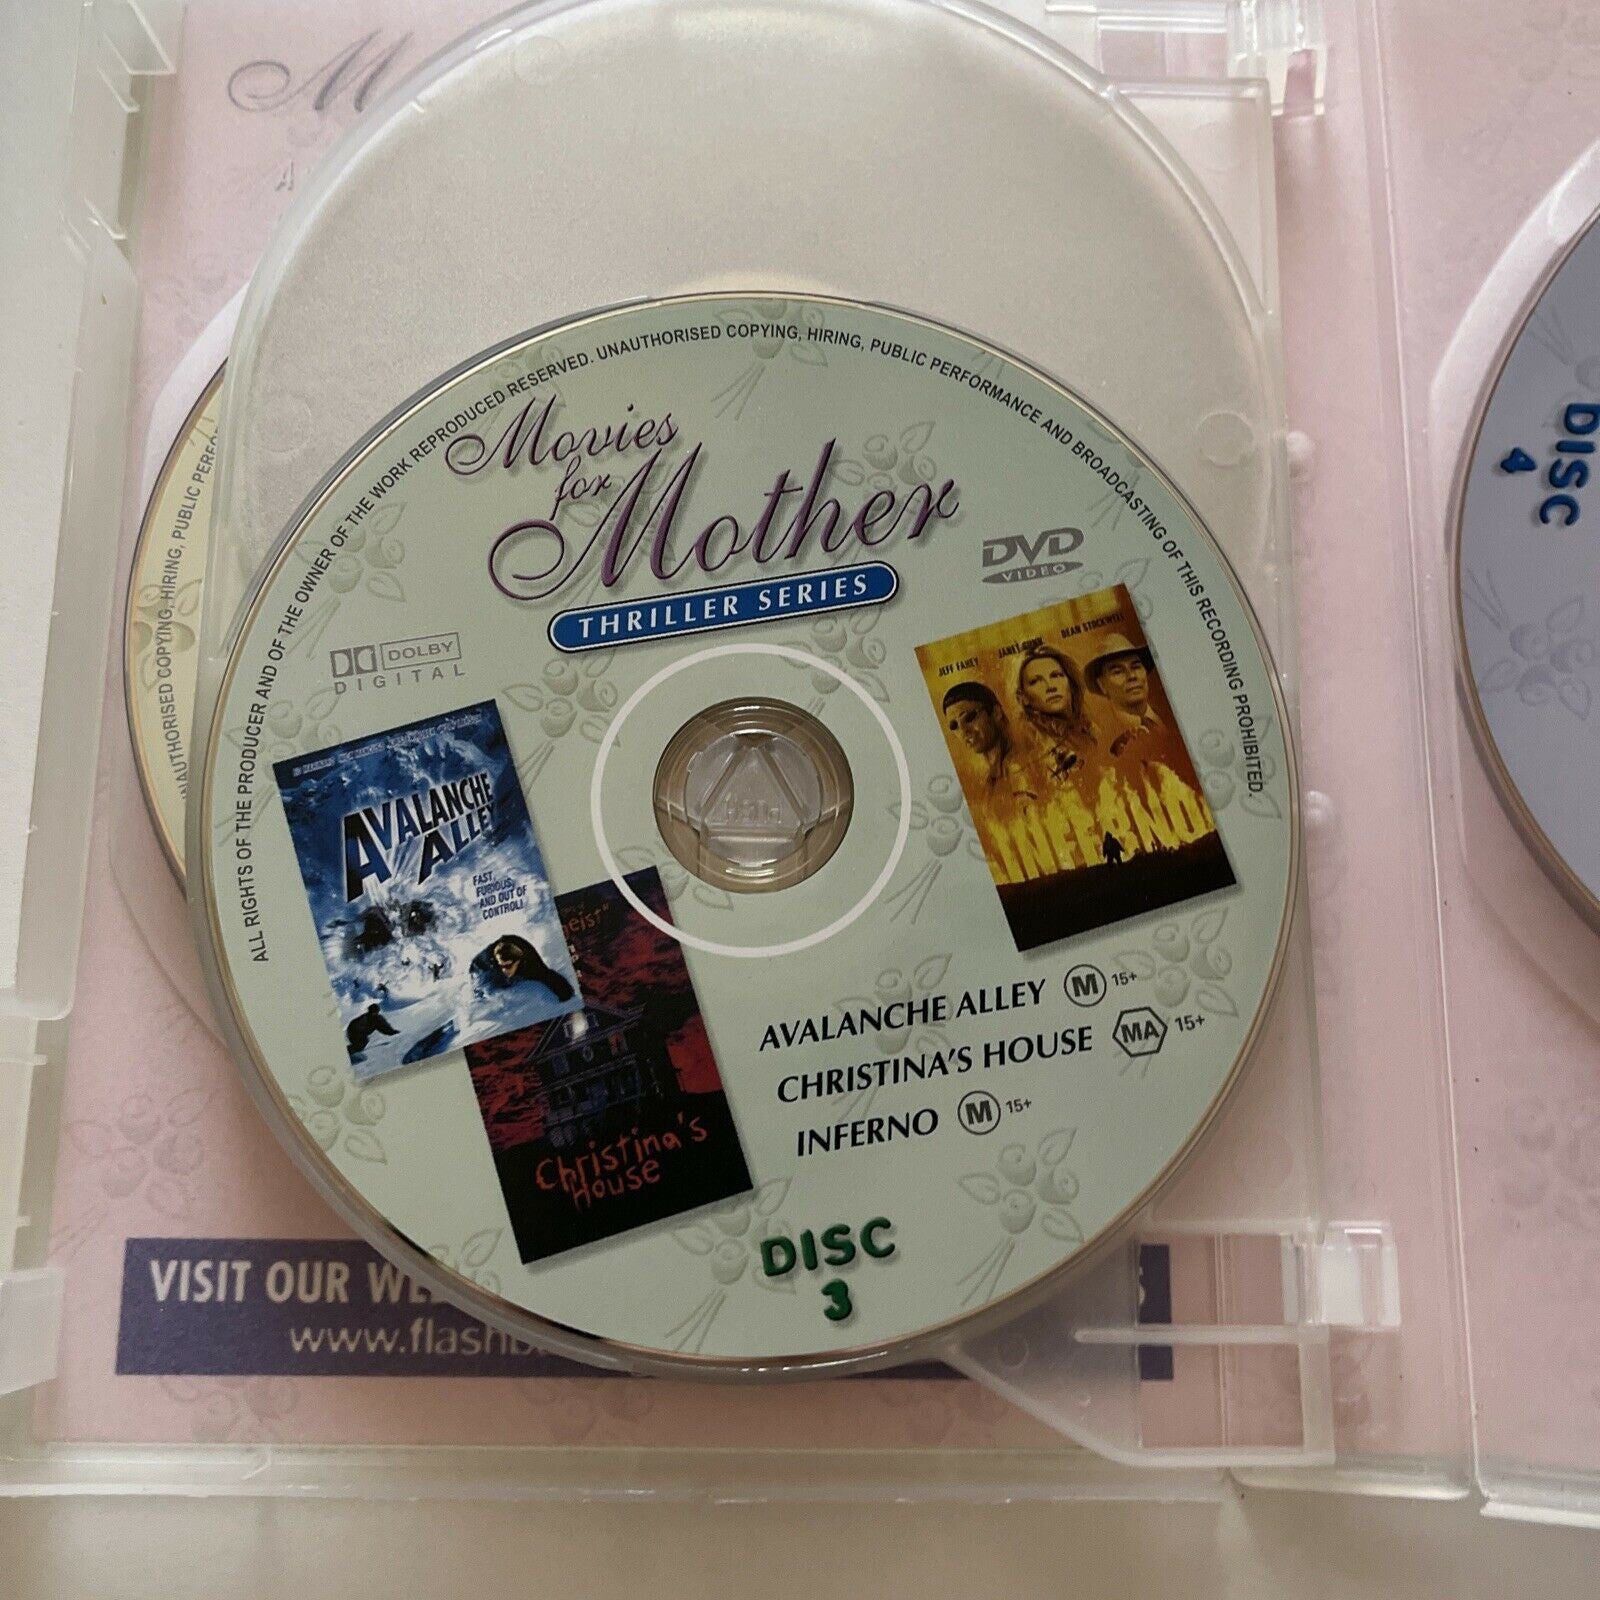 M
A
ALL RIGHTS OF THE PRODUCER AND OF THE OWNER OF THE WORK REPRODUCED RESERVED. UNAUTHORISED COPYING, HIRING, PUBLIC PERFORMANCE AND BROADCASTING OF THIS RECORDING PROHIBITED.
UNAUTHORISED COPYING, HIRING, PUBLIC
Movies
for
Mother
THRILLER SERIES
DVD
VIDEO
DOLBY
DIGITAL
JEFF FAHEY
DEAN STOCKWELL
INFERNO
AVALANCHE
ALLEY
FAST,
FURIOUS,
AND OUT OF
CONTROL!
Christina's
House
AVALANCHE ALLEY M 15+
CHRISTINA'S HOUSE MA 15+
INFERNO M 15+
DISC
3
DISC
4
VISIT OUR
www.flashb